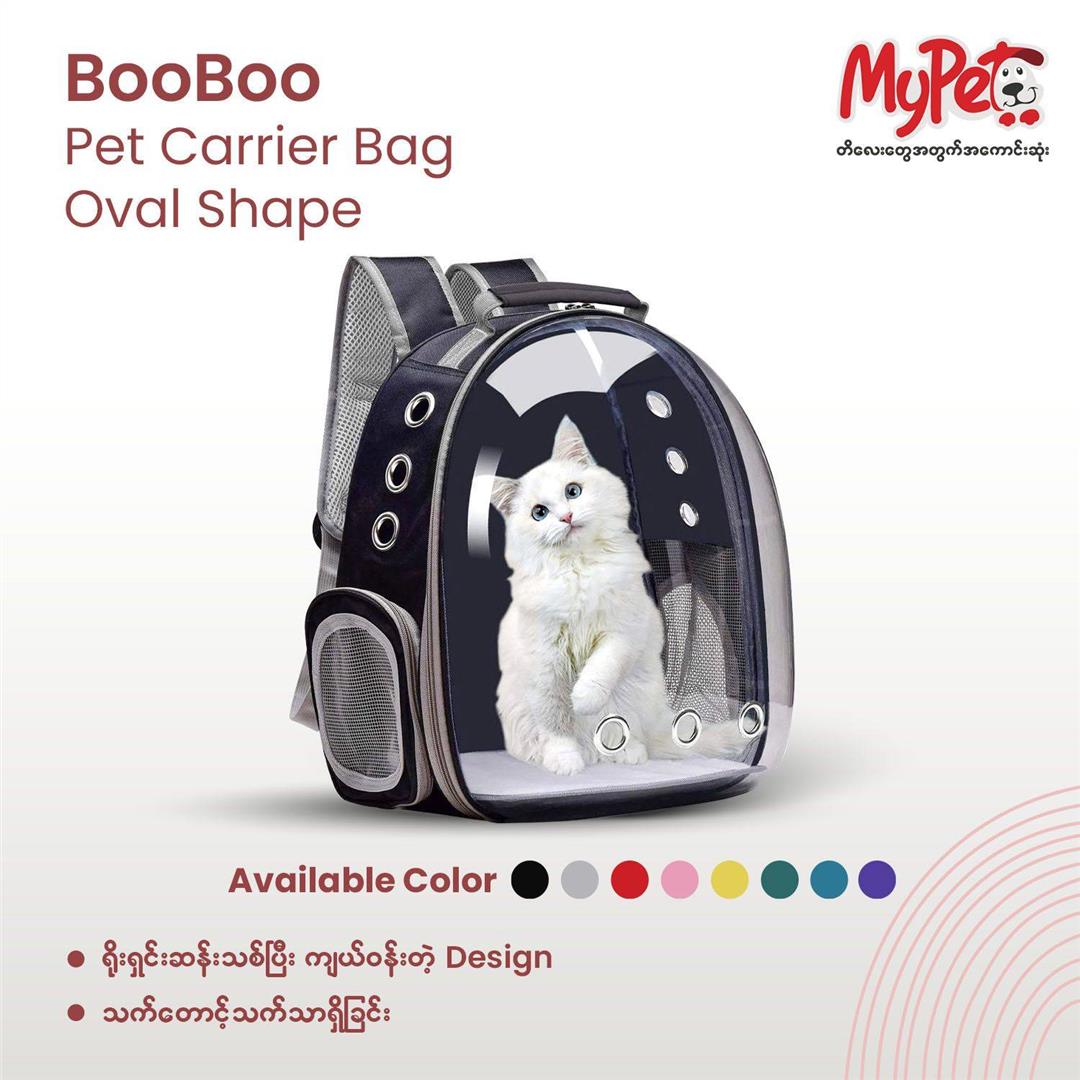 BooBoo
Pet Carrier Bag
Oval Shape
MyPet
တိလေးတွေအတွက်အကောင်းဆုံး
Available Color
ရိုးရှင်းဆန်းသစ်ပြီး ကျယ်ဝန်းတဲ့ Design
သက်တောင့်သက်သာရှိခြင်း